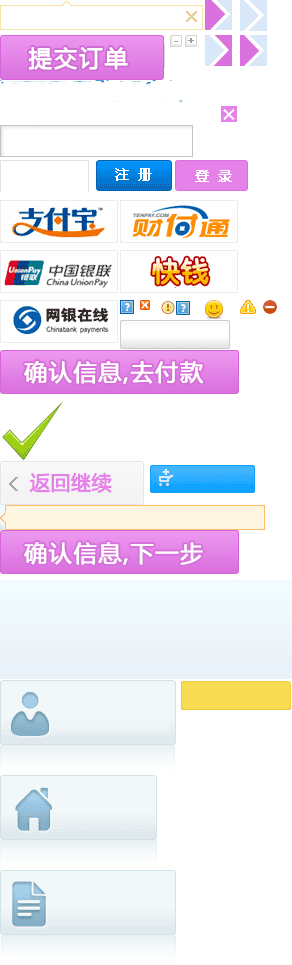 提交订单
注 册
登 录
支付宝
TENPAY.COM
财付通
UnionPay
银联
中国银联
China UnionPay
快钱
网银在线
Chinabank payments
确认信息,去付款
返回继续
确认信息,下一步